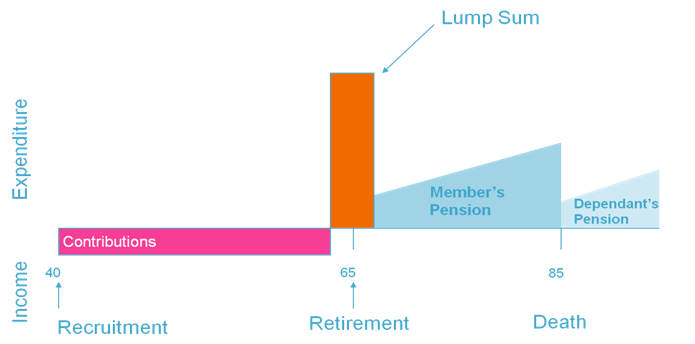 Lump Sum
Expenditure
Member's
Pension
Dependant's
Pension
Contributions
Income
40
65
85
Recruitment
Retirement
Death